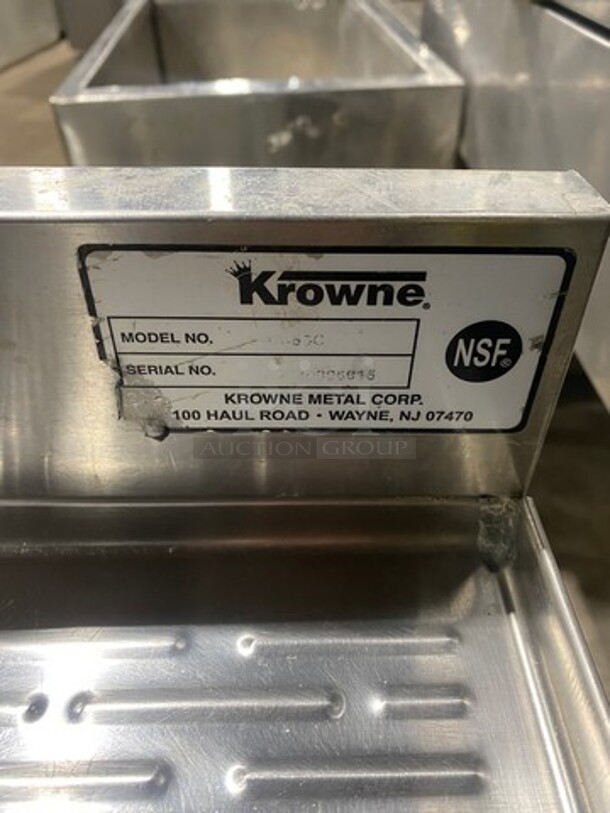 Krowne®
MODEL NO.
NSF®
SERIAL NO.
KROWNE METAL CORP.
100 HAUL ROAD • WAYNE, NJ 07470
AUCTION GROUP